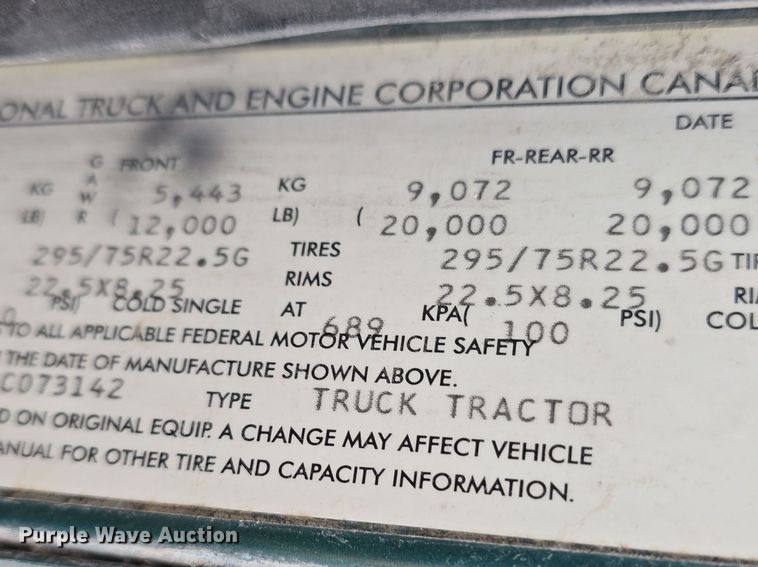 ONAL TRUCK AND ENGINE CORPORATION CANA
DATE
G A W R FRONT FR-REAR-RR
KG 5,443 KG 9,072 9,072
LB (12,000 LB) ( 20,000 20,000
295/75R22.5G TIRES 295/75R22.5G TI
22.5X8.25 RIMS 22.5X8.25 RI
PSI) COLD SINGLE AT 689 KPA( 100 PSI) COL
TO ALL APPLICABLE FEDERAL MOTOR VEHICLE SAFETY
THE DATE OF MANUFACTURE SHOWN ABOVE.
C073142 TYPE TRUCK TRACTOR
D ON ORIGINAL EQUIP. A CHANGE MAY AFFECT VEHICLE
ANUAL FOR OTHER TIRE AND CAPACITY INFORMATION.
Purple Wave Auction